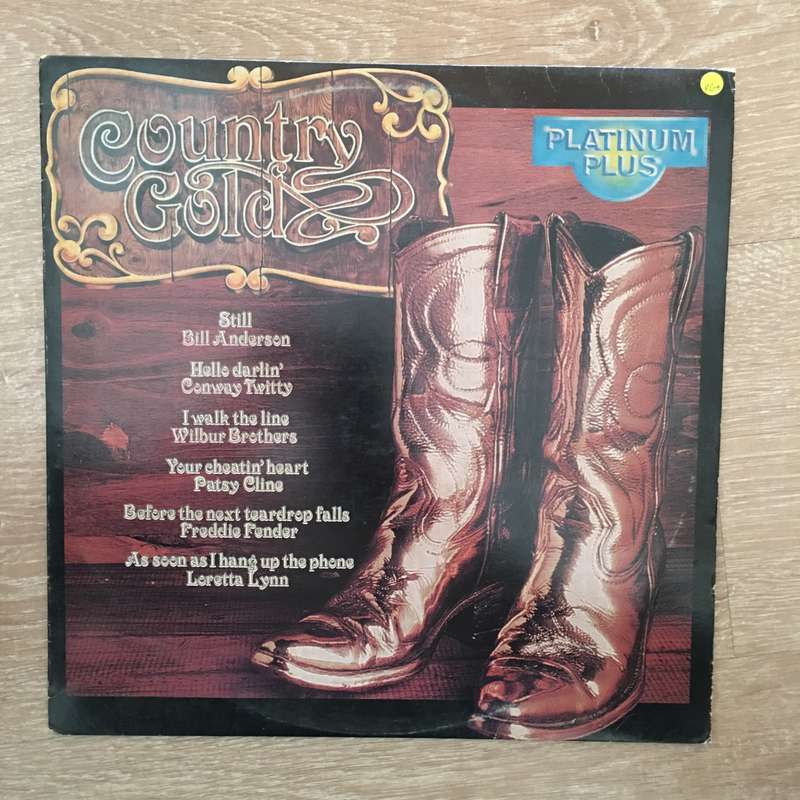 Country
Gold
PLATINUM
PLUS
Still
Bill Anderson
Hello darlin'
Conway Twitty
I walk the line
Wilbur Brothers
Your cheatin' heart
Patsy Cline
Before the next teardrop falls
Freddie Fender
As soon as I hang up the phone
Loretta Lynn